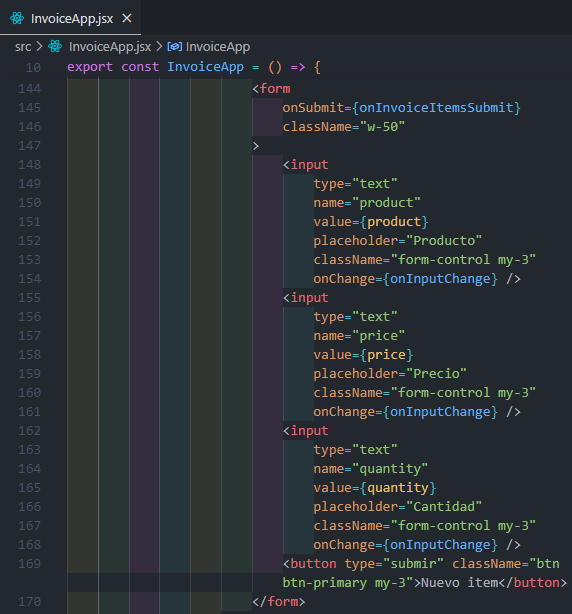 InvoiceApp.jsx ×
src > InvoiceApp.jsx > InvoiceApp
10 export const InvoiceApp = () => {
144 <form
145 onSubmit={onInvoiceItemsSubmit}
146 className="w-50"
147 >
148 <input
149 type="text"
150 name="product"
151 value={product}
152 placeholder="Producto"
153 className="form-control my-3"
154 onChange={onInputChange} />
155 <input
156 type="text"
157 name="price"
158 value={price}
159 placeholder="Precio"
160 className="form-control my-3"
161 onChange={onInputChange} />
162 <input
163 type="text"
164 name="quantity"
165 value={quantity}
166 placeholder="Cantidad"
167 className="form-control my-3"
168 onChange={onInputChange} />
169 <button type="submir" className="btn
btn-primary my-3">Nuevo item</button>
170 </form>